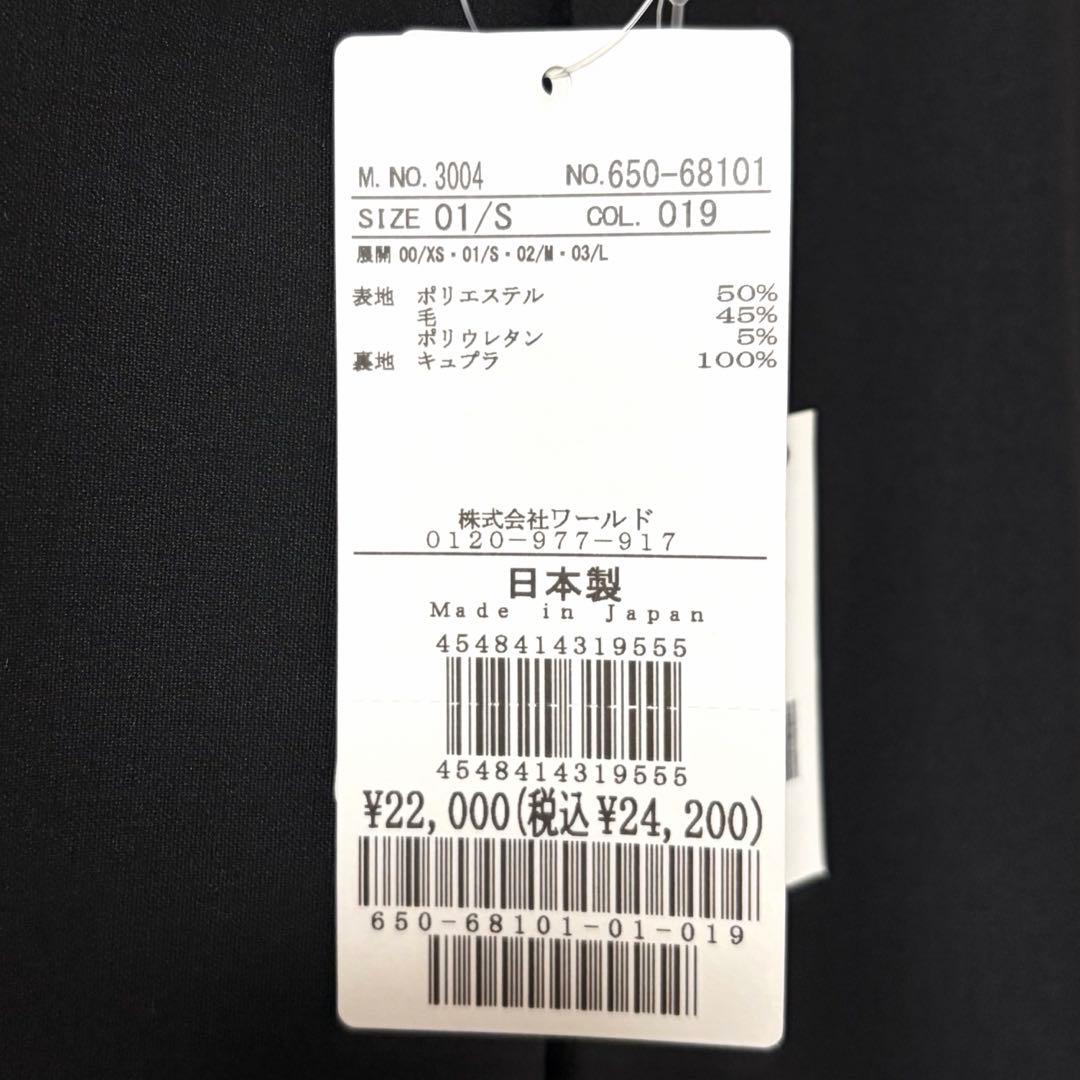 M. NO. 3004 NO.650-68101
SIZE 01/S COL. 019
展開 00/XS・01/S・02/M・03/L
表地 ポリエステル 50%
毛 45%
ポリウレタン 5%
裏地 キュプラ 100%
株式会社ワールド
0120-977-917
日本製
Made in Japan
4548414319555
4548414319555
¥22,000(税込 ¥24,200)
650-68101-01-019